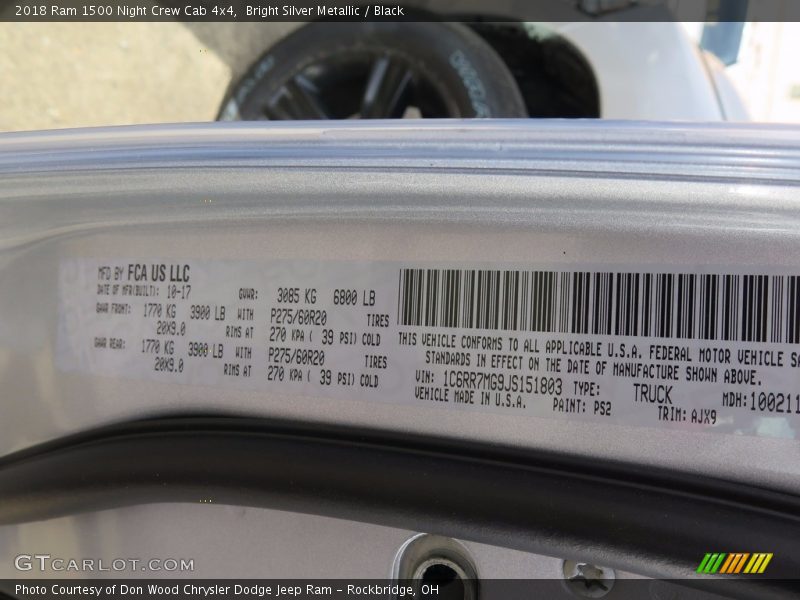 2018 Ram 1500 Night Crew Cab 4x4,  Bright Silver Metallic / Black
MFD BY FCA US LLC
DATE OF MFR(BUILT): 10-17 GVWR: 3085 KG 6800 LB
GAWR FRONT: 1770 KG 3900 LB WITH P275/60R20 TIRES
20X9.0 RIMS AT 270 KPA ( 39 PSI) COLD
GAWR REAR: 1770 KG 3900 LB WITH P275/60R20 TIRES
20X9.0 RIMS AT 270 KPA ( 39 PSI) COLD
THIS VEHICLE CONFORMS TO ALL APPLICABLE U.S.A. FEDERAL MOTOR VEHICLE SA
STANDARDS IN EFFECT ON THE DATE OF MANUFACTURE SHOWN ABOVE.
VIN: 1C6RR7MG9JS151803 TYPE: TRUCK MDH: 100211
VEHICLE MADE IN U.S.A. PAINT: PS2 TRIM: AJX9
GTCARLOT.COM
Photo Courtesy of Don Wood Chrysler Dodge Jeep Ram – Rockbridge, OH